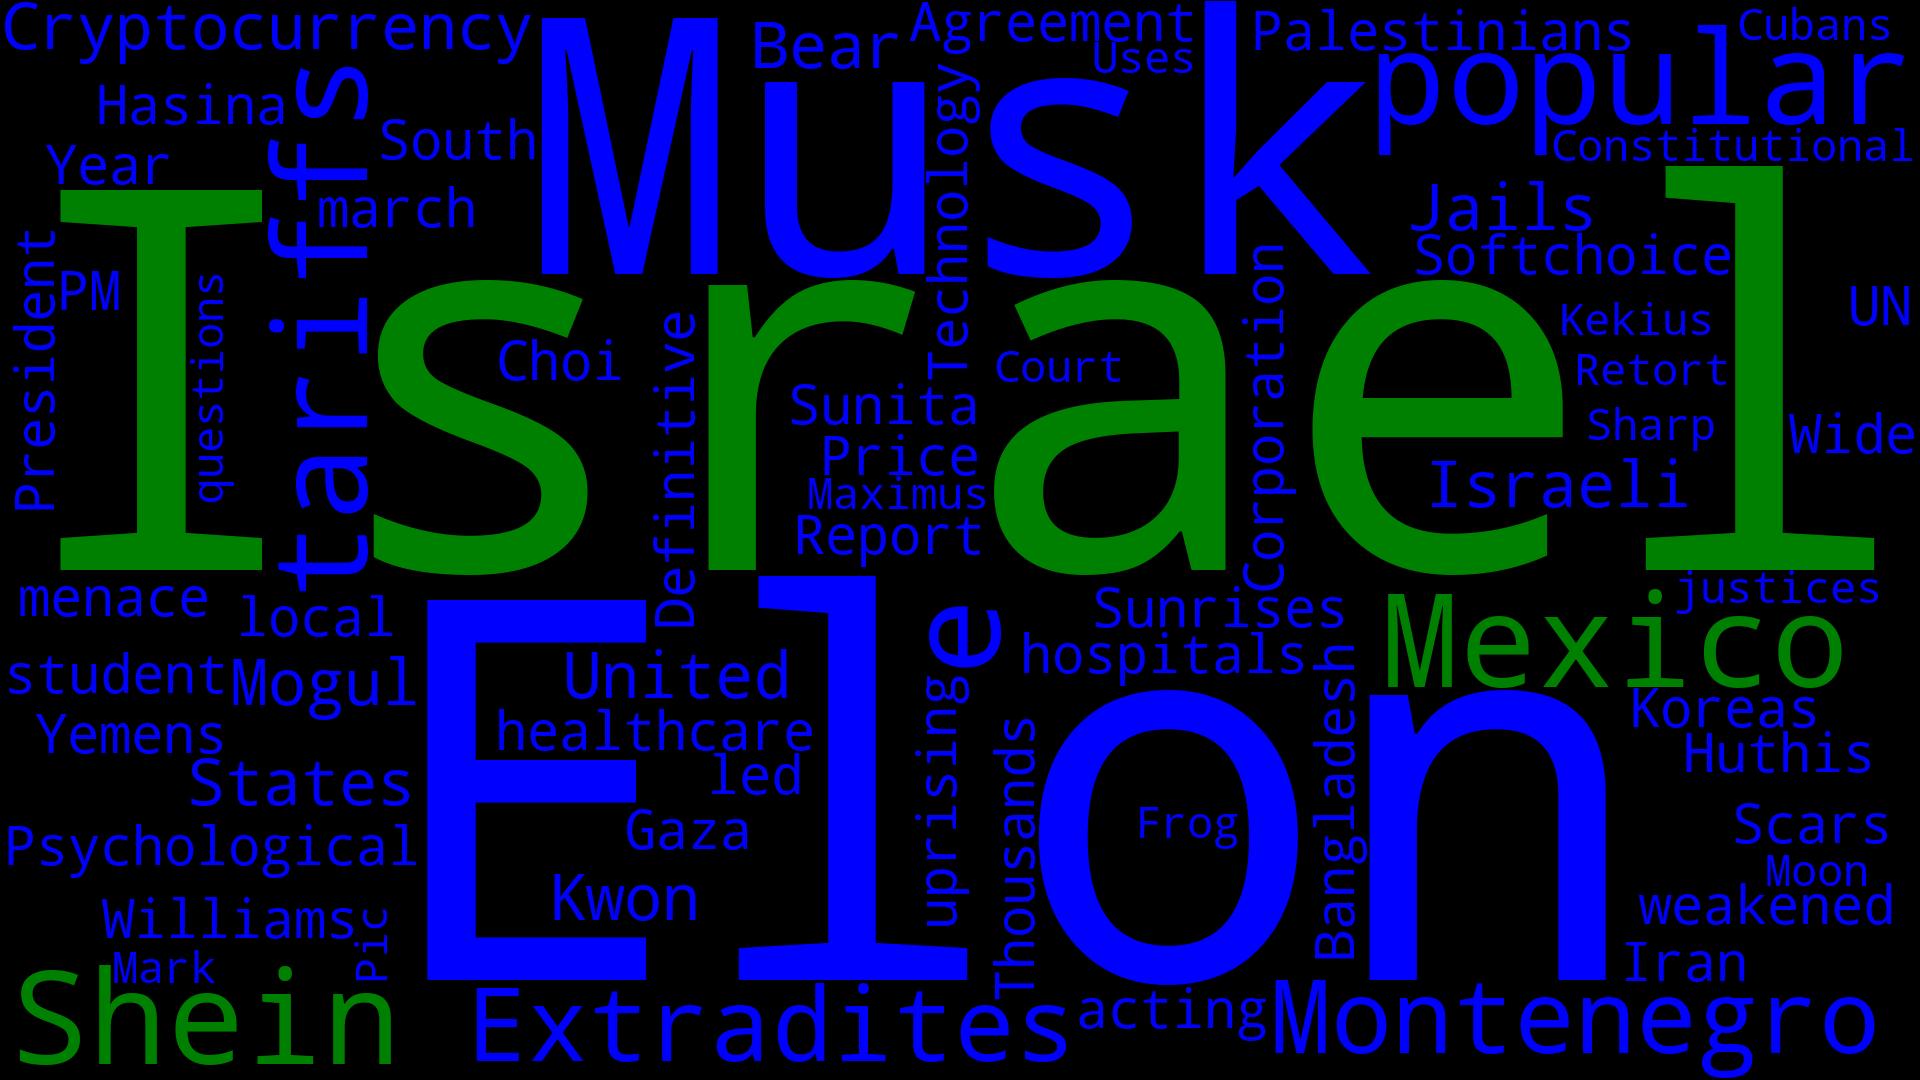 Cryptocurrency
Musk
Bear
Agreement
Uses
Palestinians
Cubans
popular
Hasina
tariffs
South
Technology
Constitutional
Year
march
Jails
Softchoice
Israel
President
PM
questions
Corporation
UN
Definitive
Choi
Court
Kekius
Retort
Sunita
Sharp
Wide
Price
Maximus
Israeli
Report
menace
local
Sunrises
justices
Mexico
Elon
uprising
hospitals
student
Mogul
United
Bangladesh
Koreas
Yemens
healthcare
Thousands
Huthis
States
led
Psychological
Gaza
Frog
Scars
Moon
Williams
Pic
Kwon
weakened
Mark
Iran
Shein
Extradites
acting
Montenegro